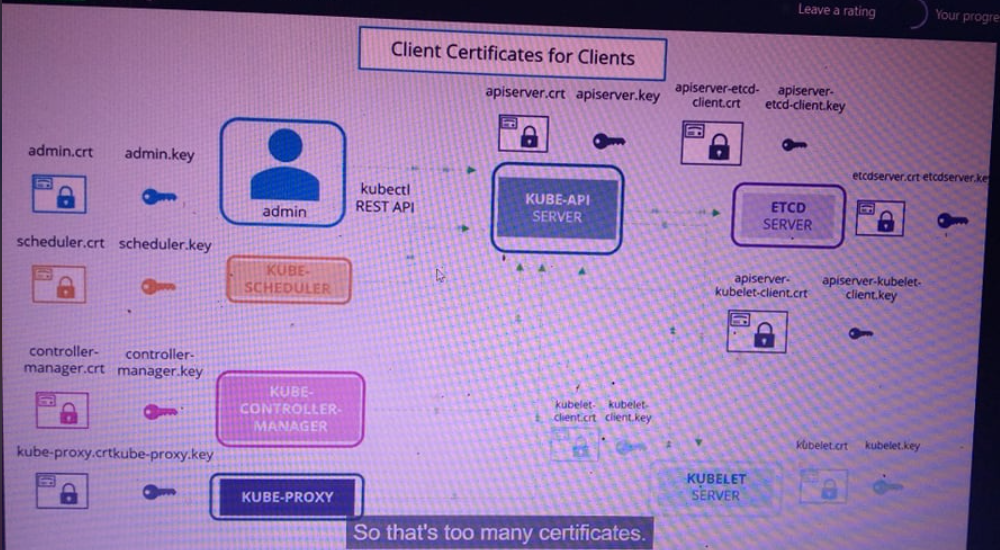 Leave a rating
Your progre
Client Certificates for Clients
apiserver.crt apiserver.key
apiserver-etcd-
client.crt
apiserver-
etcd-client.key
admin.crt admin.key
admin
kubectl
REST API
KUBE-API
SERVER
ETCD
SERVER
etcdserver.crt etcdserver.ke
scheduler.crt scheduler.key
KUBE-
SCHEDULER
apiserver-
kubelet-client.crt
apiserver-kubelet-
client.key
controller-
manager.crt
controller-
manager.key
KUBE-
CONTROLLER-
MANAGER
kubelet-
client.crt
kubelet-
client.key
kube-proxy.crtkube-proxy.key
KUBE-PROXY
KUBELET
SERVER
kubelet.crt kubelet.key
So that's too many certificates.